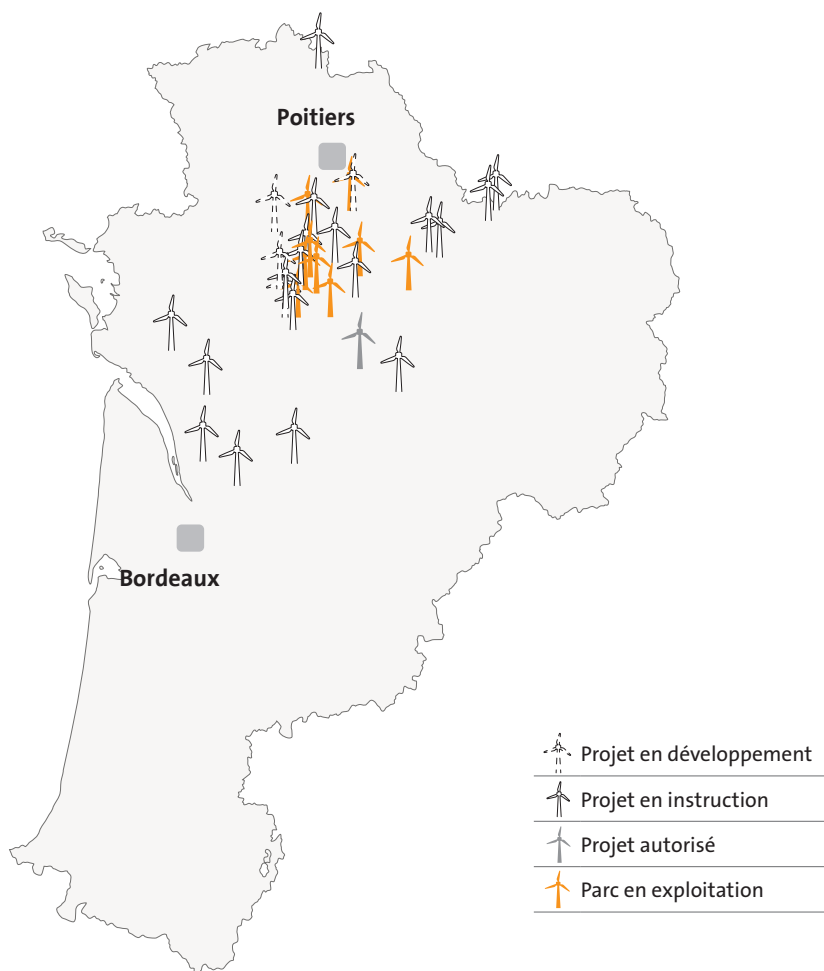 Poitiers
Bordeaux
Projet en développement
Projet en instruction
Projet autorisé
Parc en exploitation